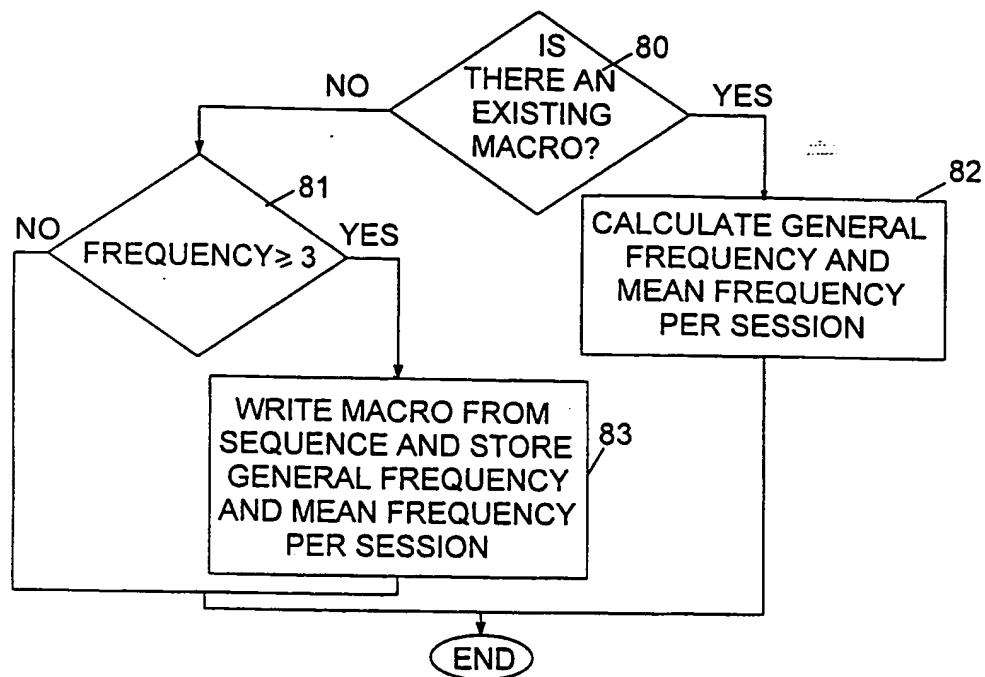 IS
THERE AN
EXISTING
MACRO?
80
NO
YES
81
NO
FREQUENCY ≥ 3
YES
82
CALCULATE GENERAL
FREQUENCY AND
MEAN FREQUENCY
PER SESSION
WRITE MACRO FROM
SEQUENCE AND STORE
GENERAL FREQUENCY
AND MEAN FREQUENCY
PER SESSION
83
END